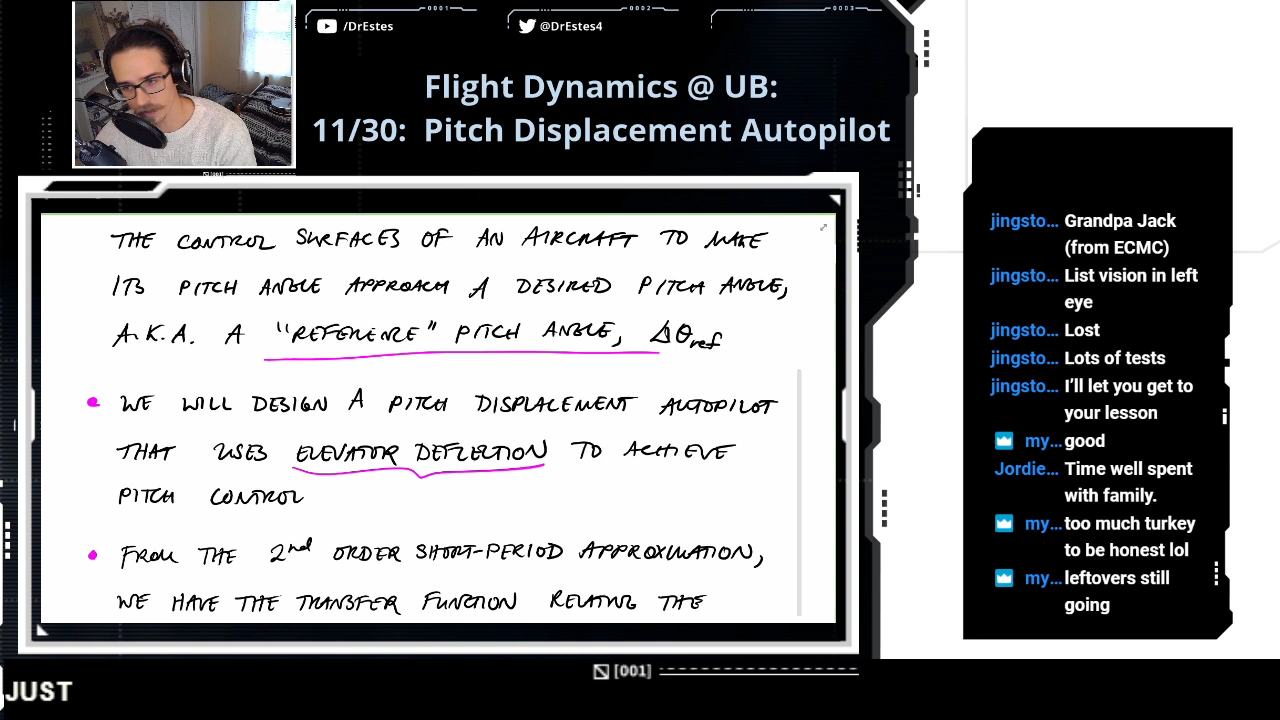 0001
0002
0003
/DrEstes
@DrEstes4
Flight Dynamics @ UB:
11/30: Pitch Displacement Autopilot
[001]
THE CONTROL SURFACES OF AN AIRCRAFT TO MAKE
ITS PITCH ANGLE APPROACH A DESIRED PITCH ANGLE,
A.K.A. A "REFERENCE" PITCH ANGLE, Δθref
• WE WILL DESIGN A PITCH DISPLACEMENT AUTOPILOT
THAT USES ELEVATOR DEFLECTION TO ACHIEVE
PITCH CONTROL
• FROM THE 2nd ORDER SHORT-PERIOD APPROXIMATION,
WE HAVE THE TRANSFER FUNCTION RELATING THE
jingsto... Grandpa Jack
(from ECMC)
jingsto... List vision in left
eye
jingsto... Lost
jingsto... Lots of tests
jingsto... I'll let you get to
your lesson
my... good
Jordie... Time well spent
with family.
my... too much turkey
to be honest lol
my... leftovers still
going
[001]
JUST